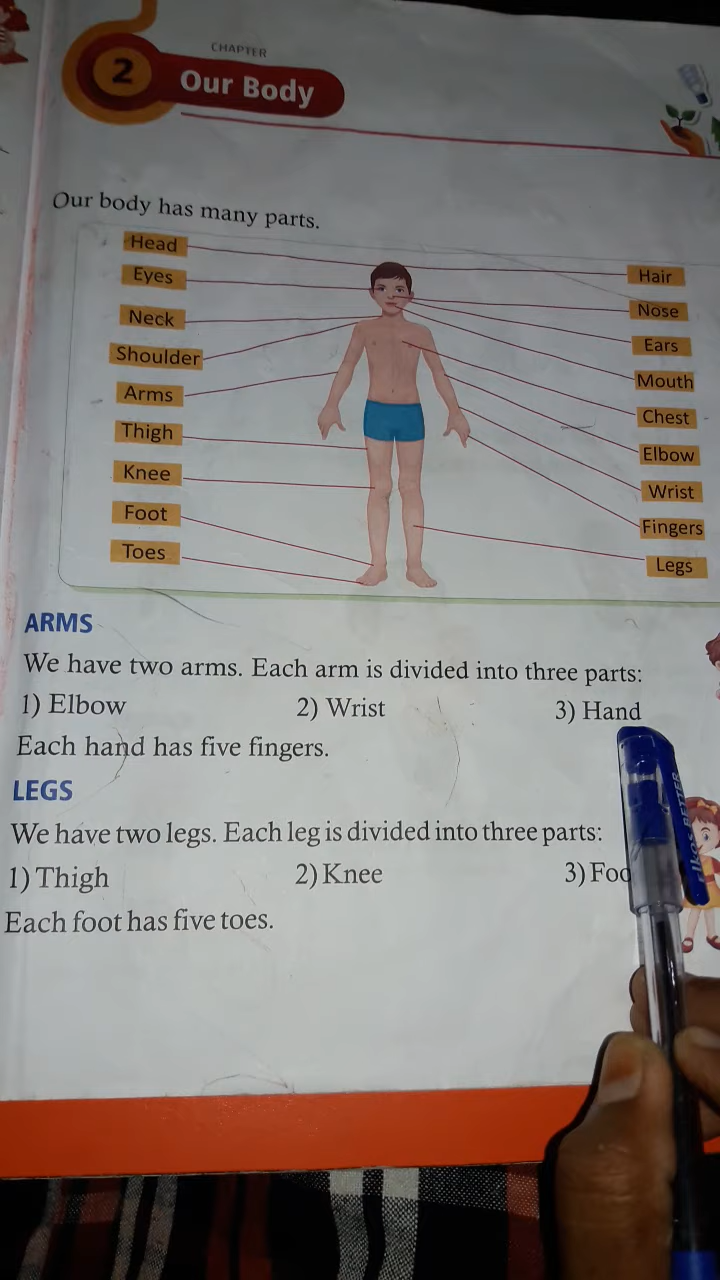 CHAPTER
2 Our Body
Our body has many parts.
Head
Eyes
Neck
Shoulder
Arms
Thigh
Knee
Foot
Toes
Hair
Nose
Ears
Mouth
Chest
Elbow
Wrist
Fingers
Legs
ARMS
We have two arms. Each arm is divided into three parts:
1) Elbow 2) Wrist 3) Hand
Each hand has five fingers.
LEGS
We have two legs. Each leg is divided into three parts:
1) Thigh 2) Knee 3)
Each foot has five toes.
BETTER